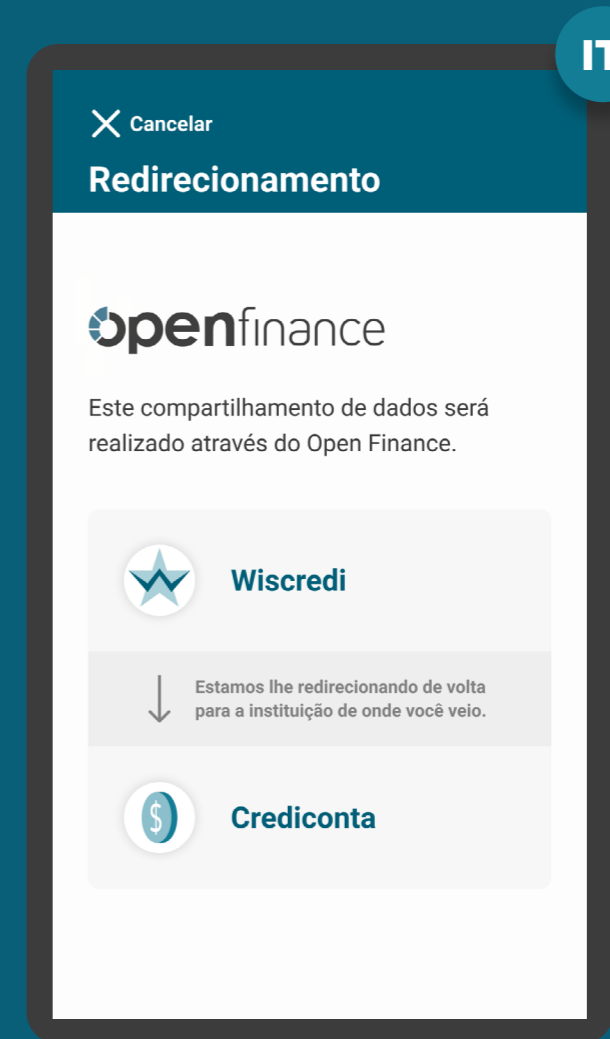 Cancelar
Redirecionamento
openfinance
Este compartilhamento de dados será
realizado através do Open Finance.
Wiscredi
Estamos lhe redirecionando de volta
para a instituição de onde você veio.
$
Crediconta